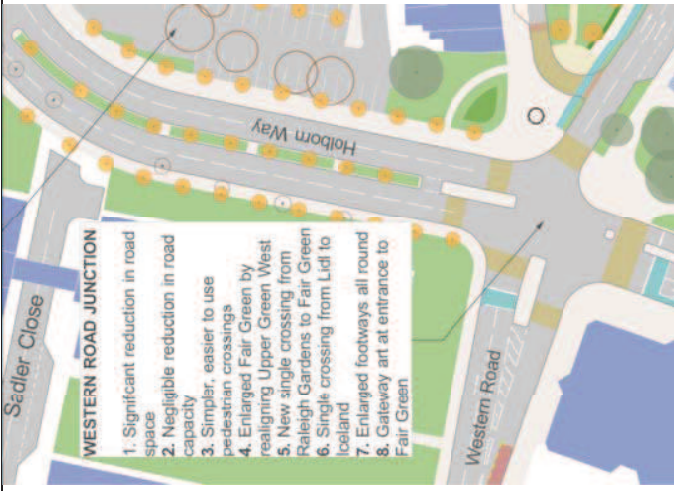 WESTERN ROAD JUNCTION
1. Significant reduction in road
space
2. Negligible reduction in road
capacity
3. Simpler, easier to use
pedestrian crossings
4. Enlarged Fair Green by
realigning Upper Green West
5. New single crossing from
Raleigh Gardens to Fair Green
6. Single crossing from Lidl to
Iceland
7. Enlarged footways all round
8. Gateway art at entrance to
Fair Green
Sadler Close
Holborn Way
Western Road